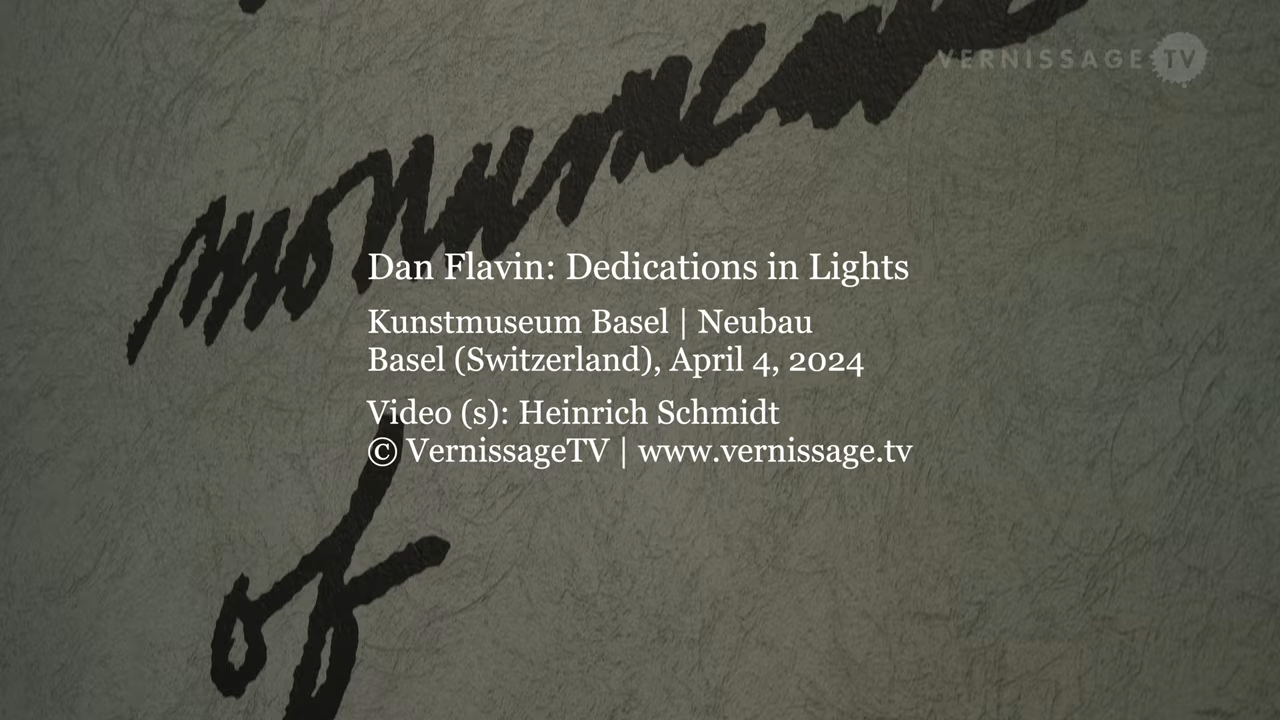 VERNISSAGE TV
monumen
Dan Flavin: Dedications in Lights
Kunstmuseum Basel | Neubau
Basel (Switzerland), April 4, 2024
Video (s): Heinrich Schmidt
© VernissageTV | www.vernissage.tv
of